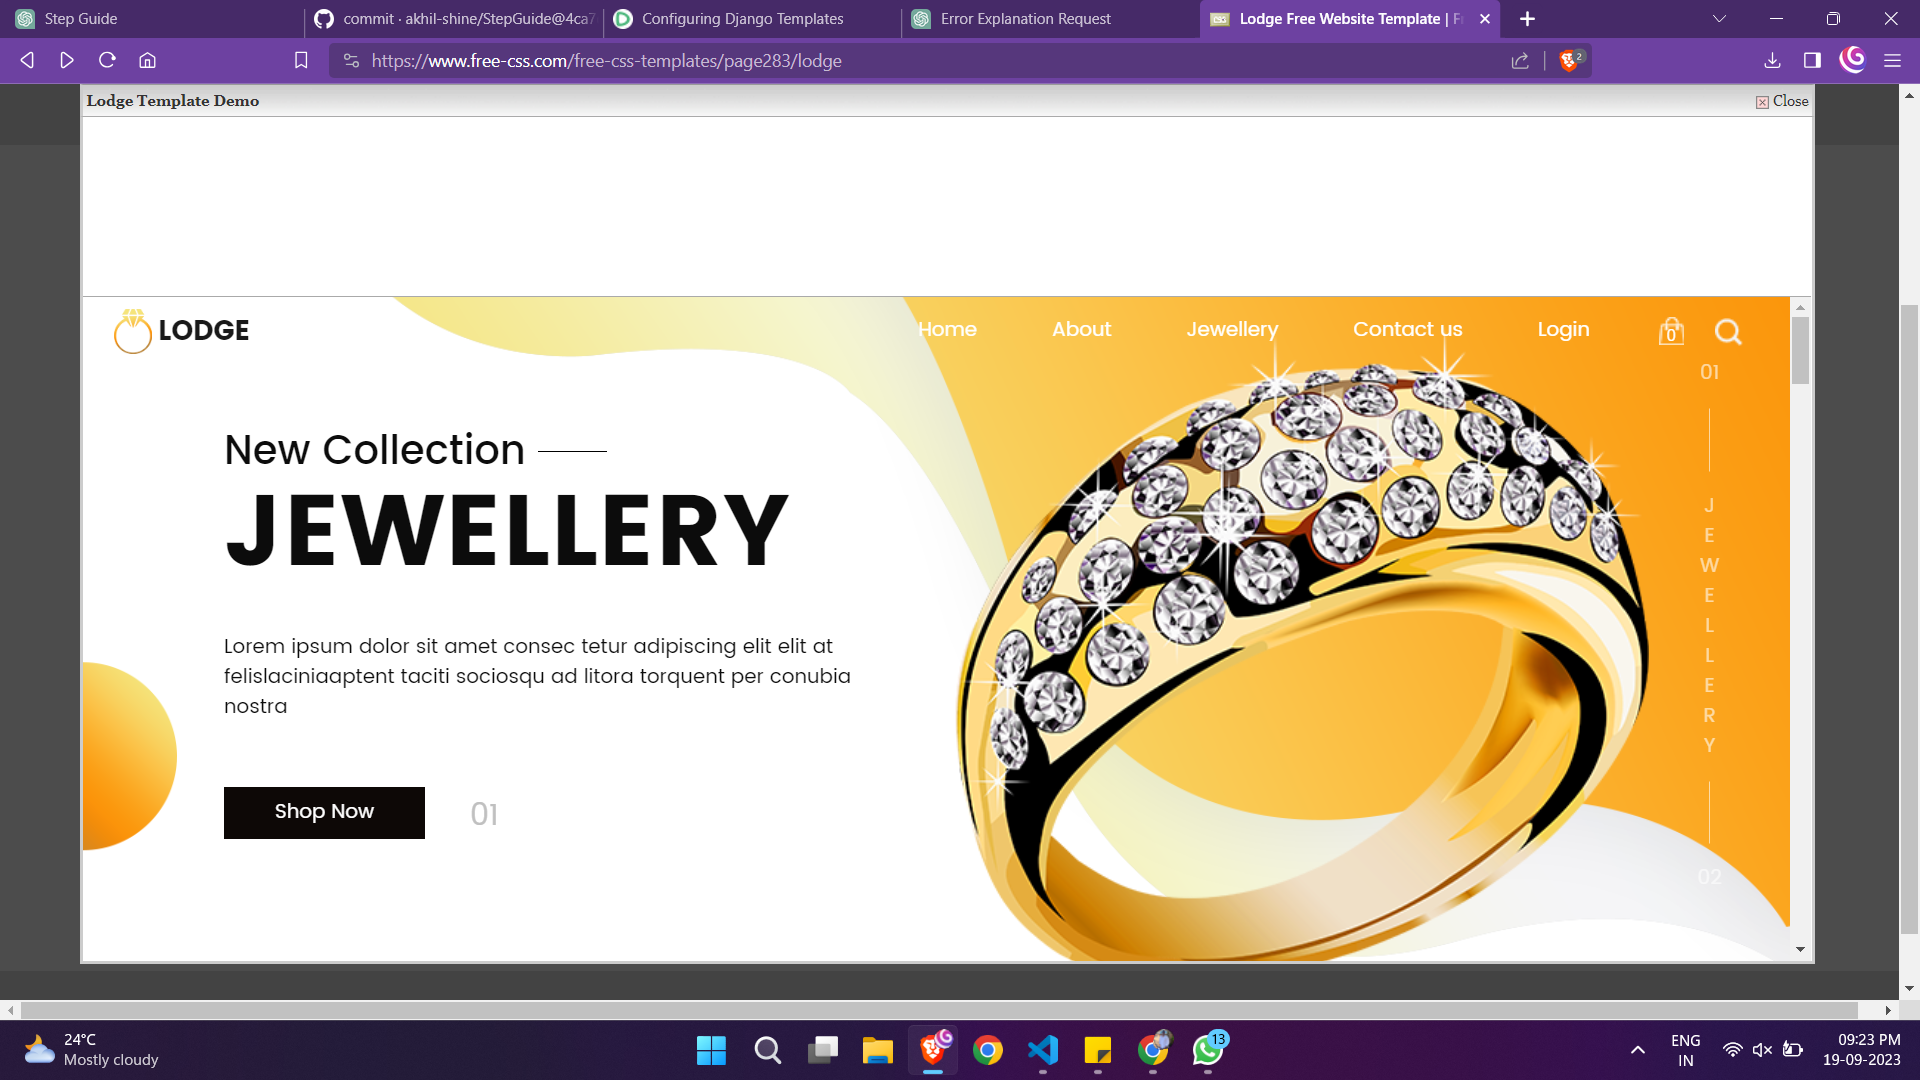 Step Guide
commit · akhil-shine/StepGuide@4ca7
Configuring Django Templates
Error Explanation Request
Lodge Free Website Template | Fr
https://www.free-css.com/free-css-templates/page283/lodge
2
Lodge Template Demo
Close
LODGE
Home
About
Jewellery
Contact us
Login
0
01
New Collection
JEWELLERY
Lorem ipsum dolor sit amet consec tetur adipiscing elit elit at
felislaciniaaptent taciti sociosqu ad litora torquent per conubia
nostra
Shop Now
01
J
E
W
E
L
L
E
R
Y
02
24°C
Mostly cloudy
13
ENG
IN
09:23 PM
19-09-2023